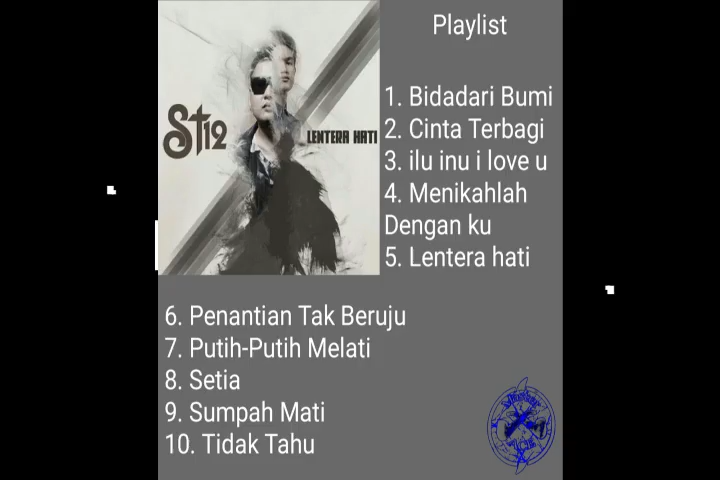 Playlist
ST12
LENTERA HATI
1. Bidadari Bumi
2. Cinta Terbagi
3. ilu inu i love u
4. Menikahlah
Dengan ku
5. Lentera hati
6. Penantian Tak Beruju
7. Putih-Putih Melati
8. Setia
9. Sumpah Mati
10. Tidak Tahu